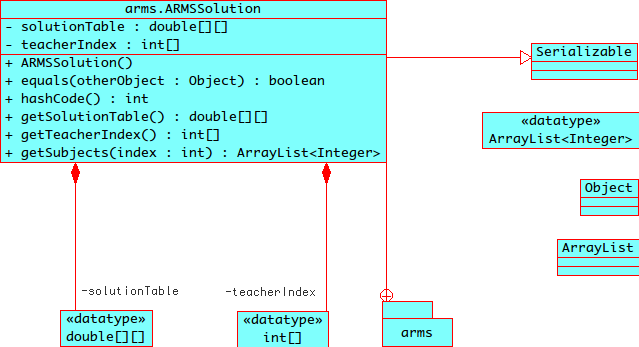 arms.ARMSSolution
- solutionTable : double[][]
- teacherIndex : int[]
+ ARMSSolution()
+ equals(otherObject : Object) : boolean
+ hashCode() : int
+ getSolutionTable() : double[][]
+ getTeacherIndex() : int[]
+ getSubjects(index : int) : ArrayList<Integer>
Serializable
«datatype»
ArrayList<Integer>
Object
ArrayList
-solutionTable
-teacherIndex
«datatype»
double[][]
«datatype»
int[]
arms